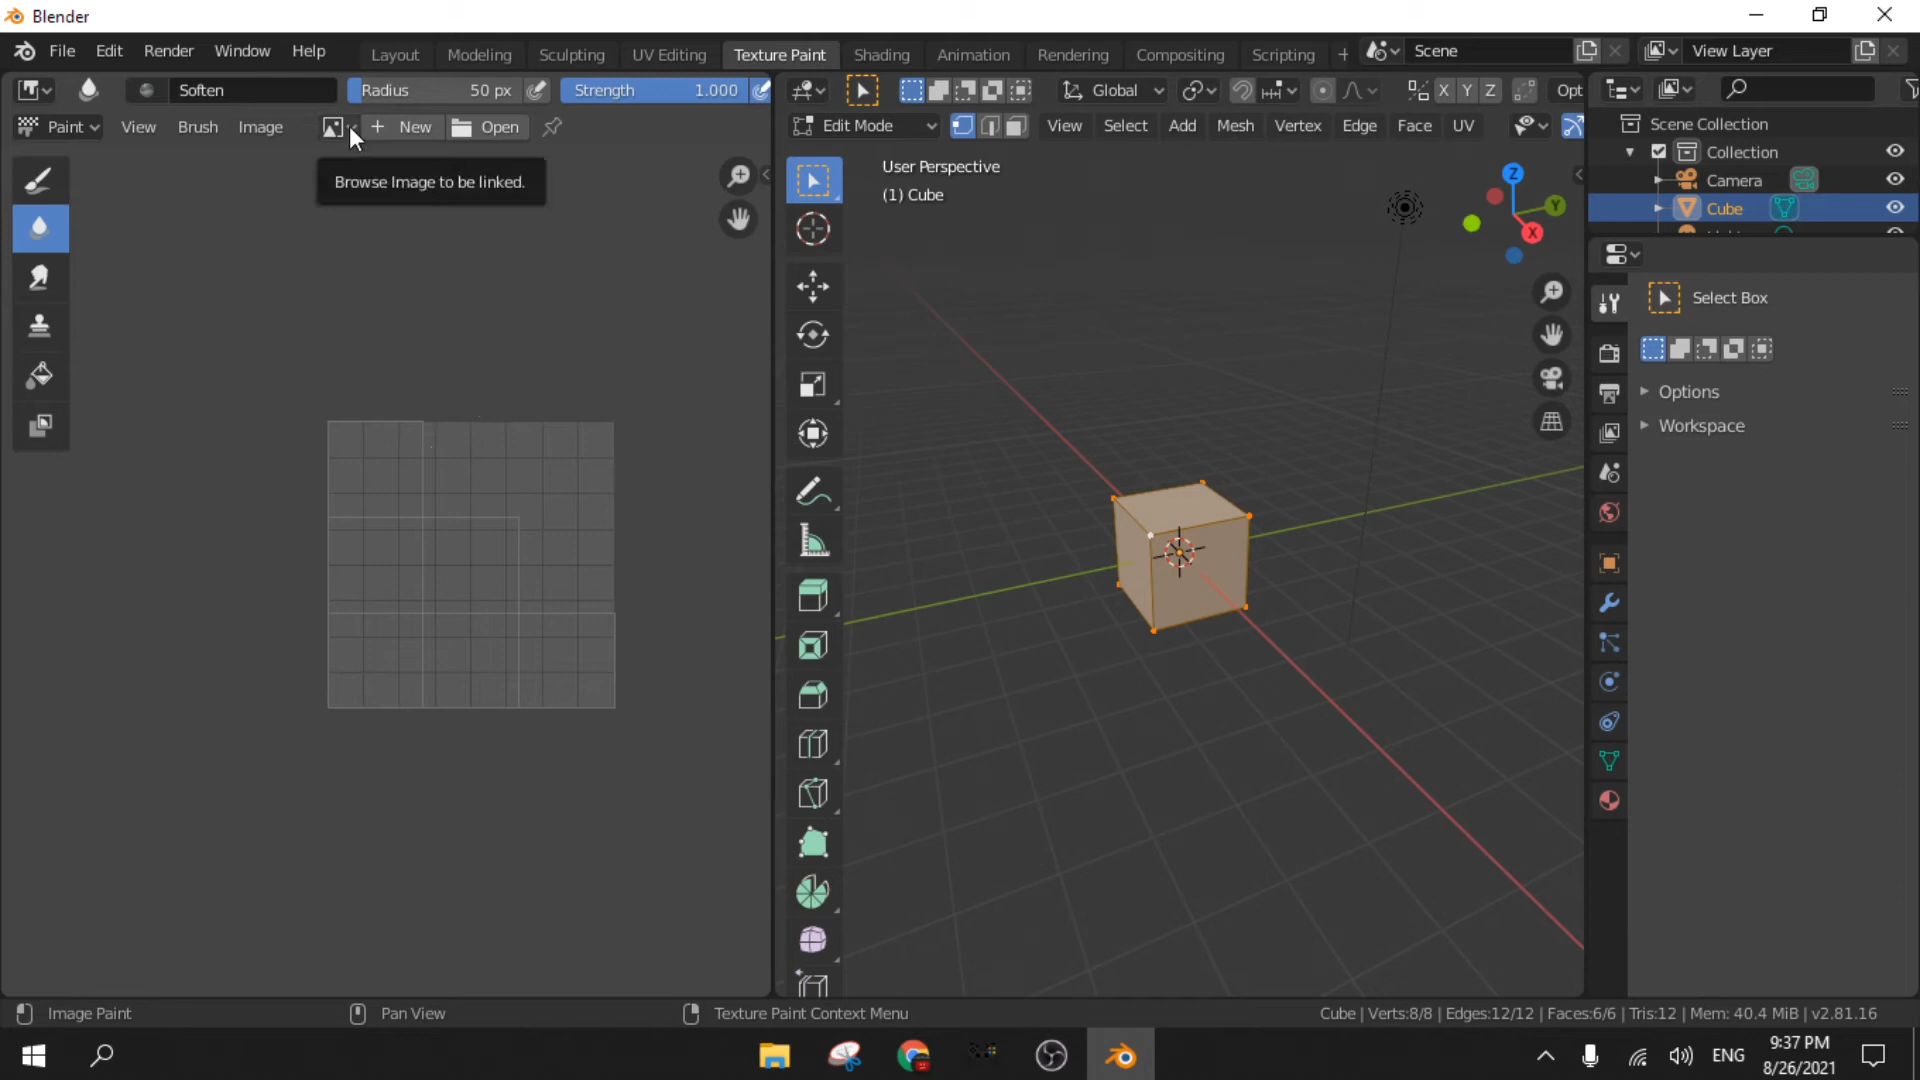 Blender
File Edit Render Window Help Layout Modeling Sculpting UV Editing Texture Paint Shading Animation Rendering Compositing Scripting + Scene View Layer
Soften Radius 50 px Strength 1.000 Global X Y Z Opt
Paint View Brush Image + New Open Edit Mode View Select Add Mesh Vertex Edge Face UV
Browse Image to be linked.
User Perspective
(1) Cube
Z
Y
X
Scene Collection
Collection
Camera
Cube
Select Box
Options
Workspace
Image Paint Pan View Texture Paint Context Menu Cube | Verts:8/8 | Edges:12/12 | Faces:6/6 | Tris:12 | Mem: 40.4 MiB | v2.81.16
ENG
9:37 PM
8/26/2021